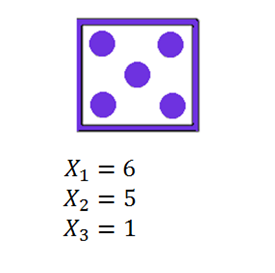 X₁ = 6
X₂ = 5
X₃ = 1